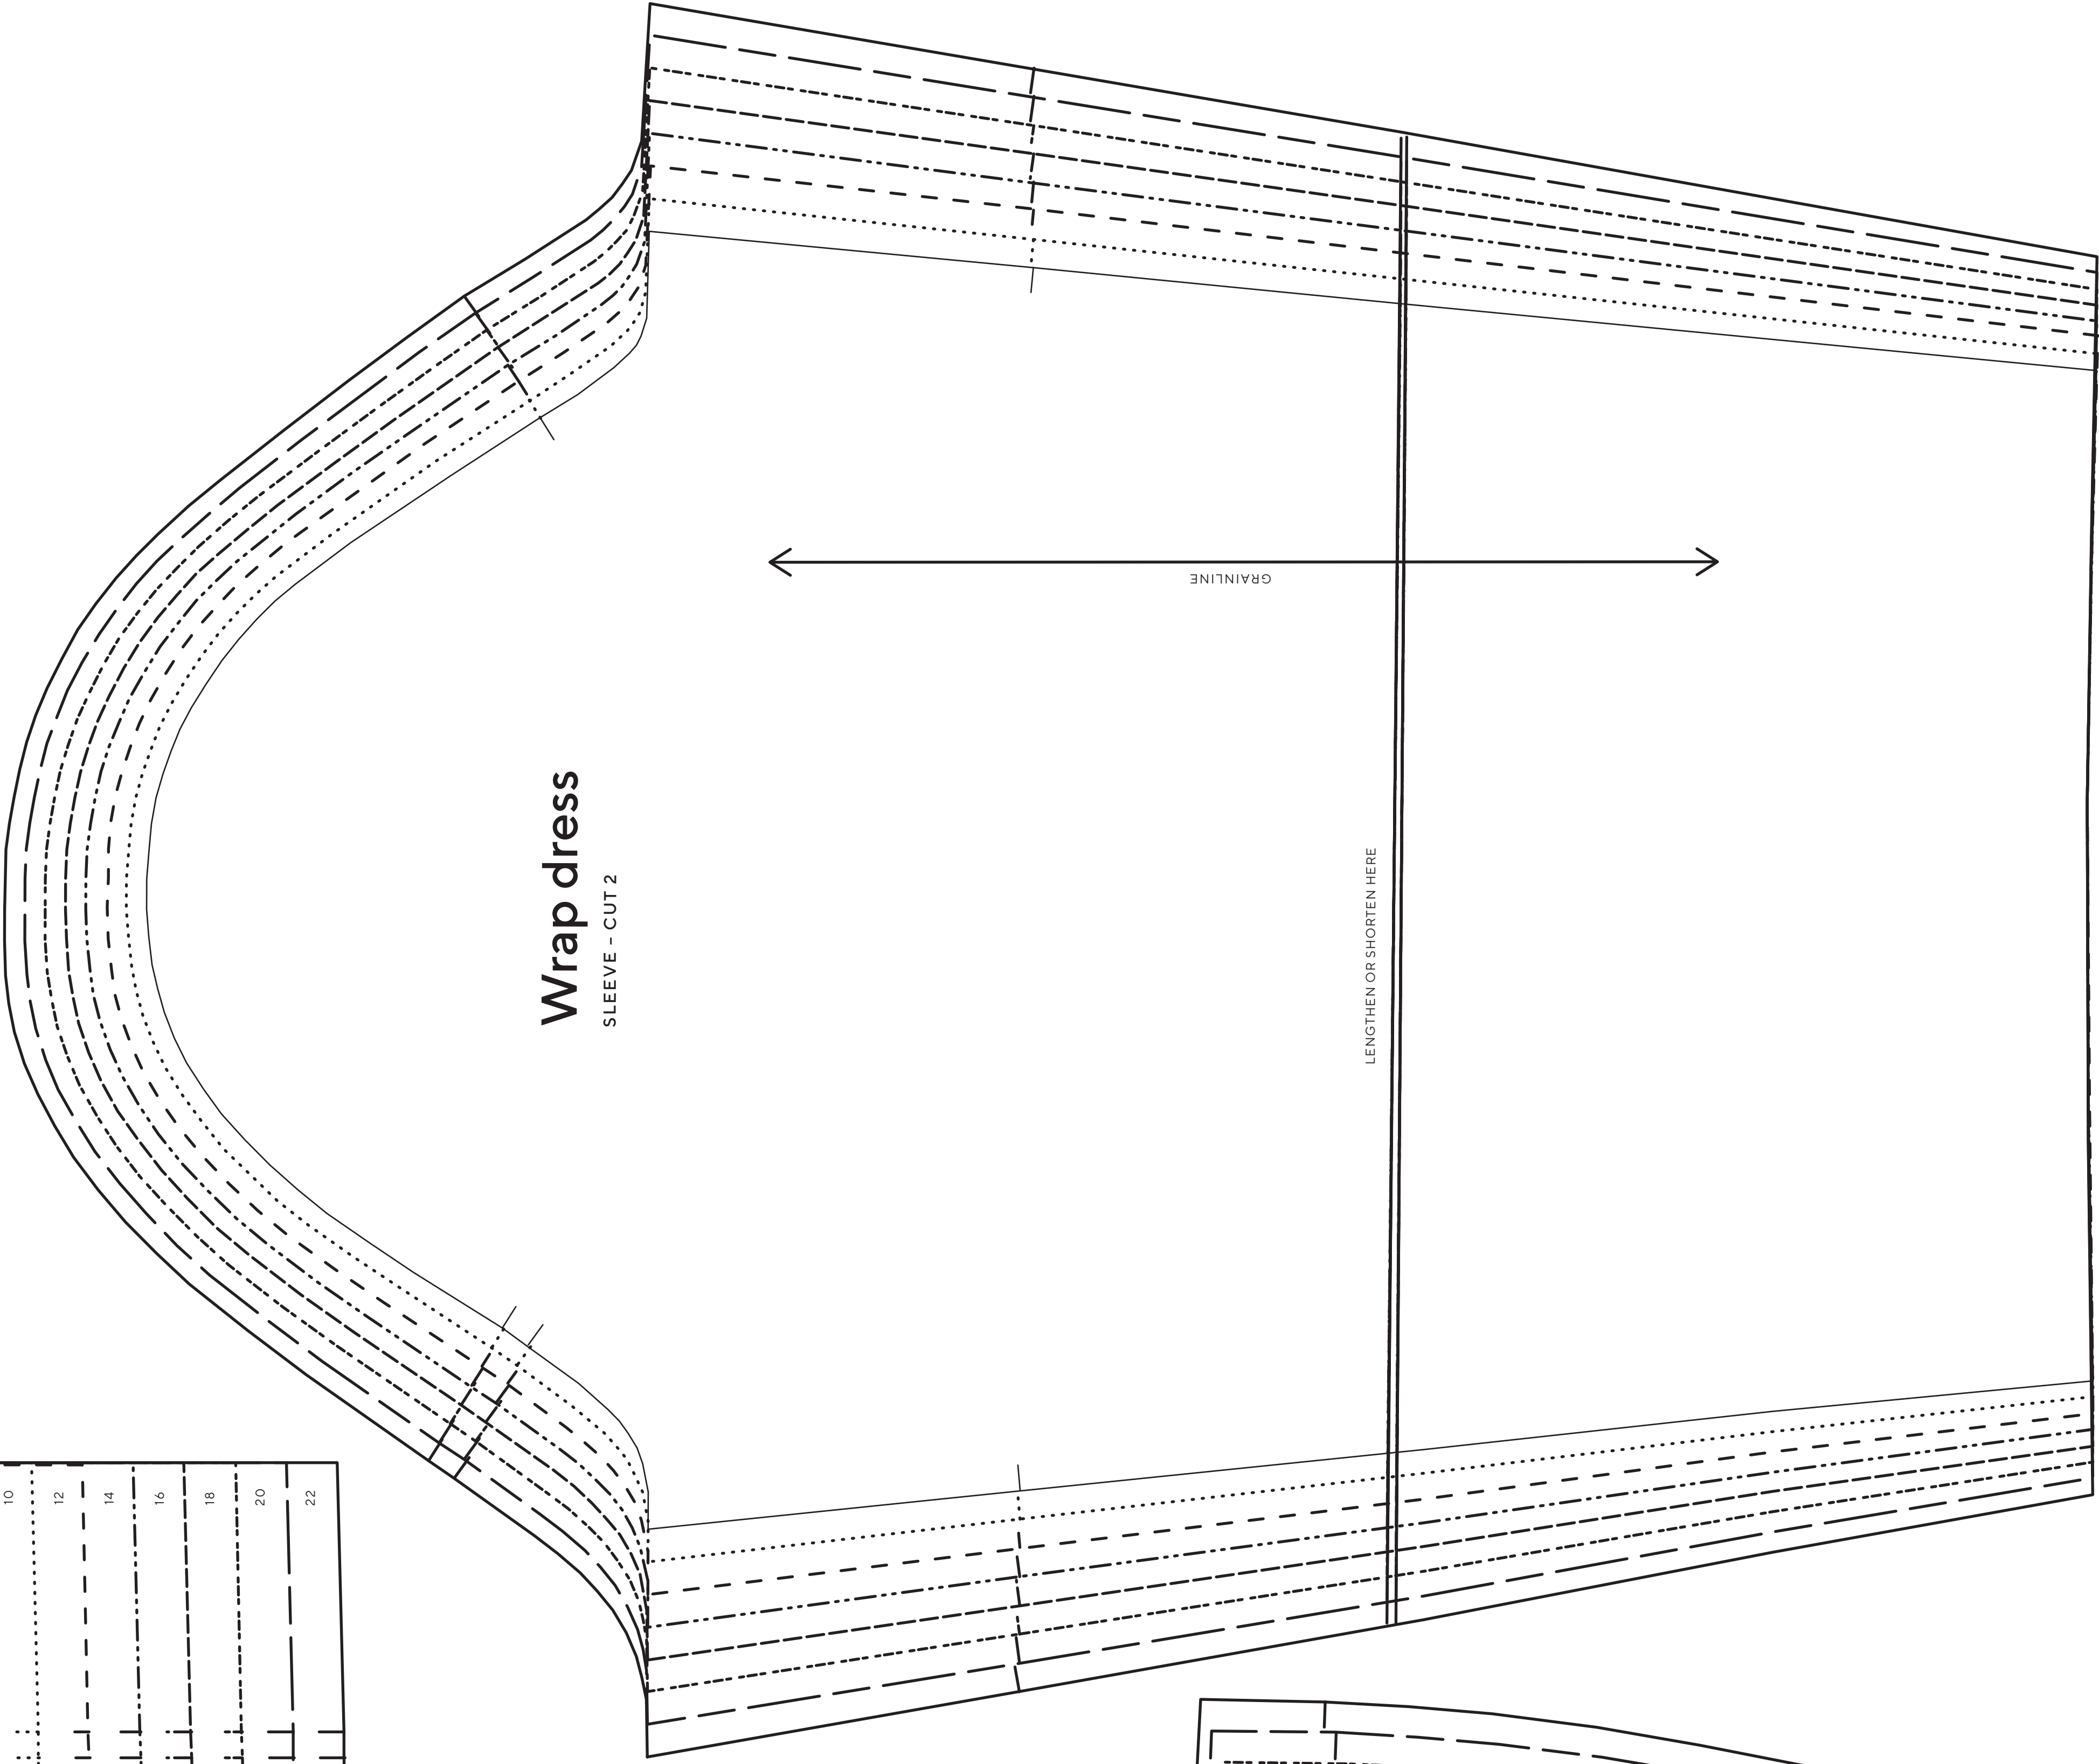 Wrap dress
SLEEVE – CUT 2
GRAINLINE
LENGTHEN OR SHORTEN HERE
10
12
14
16
18
20
22